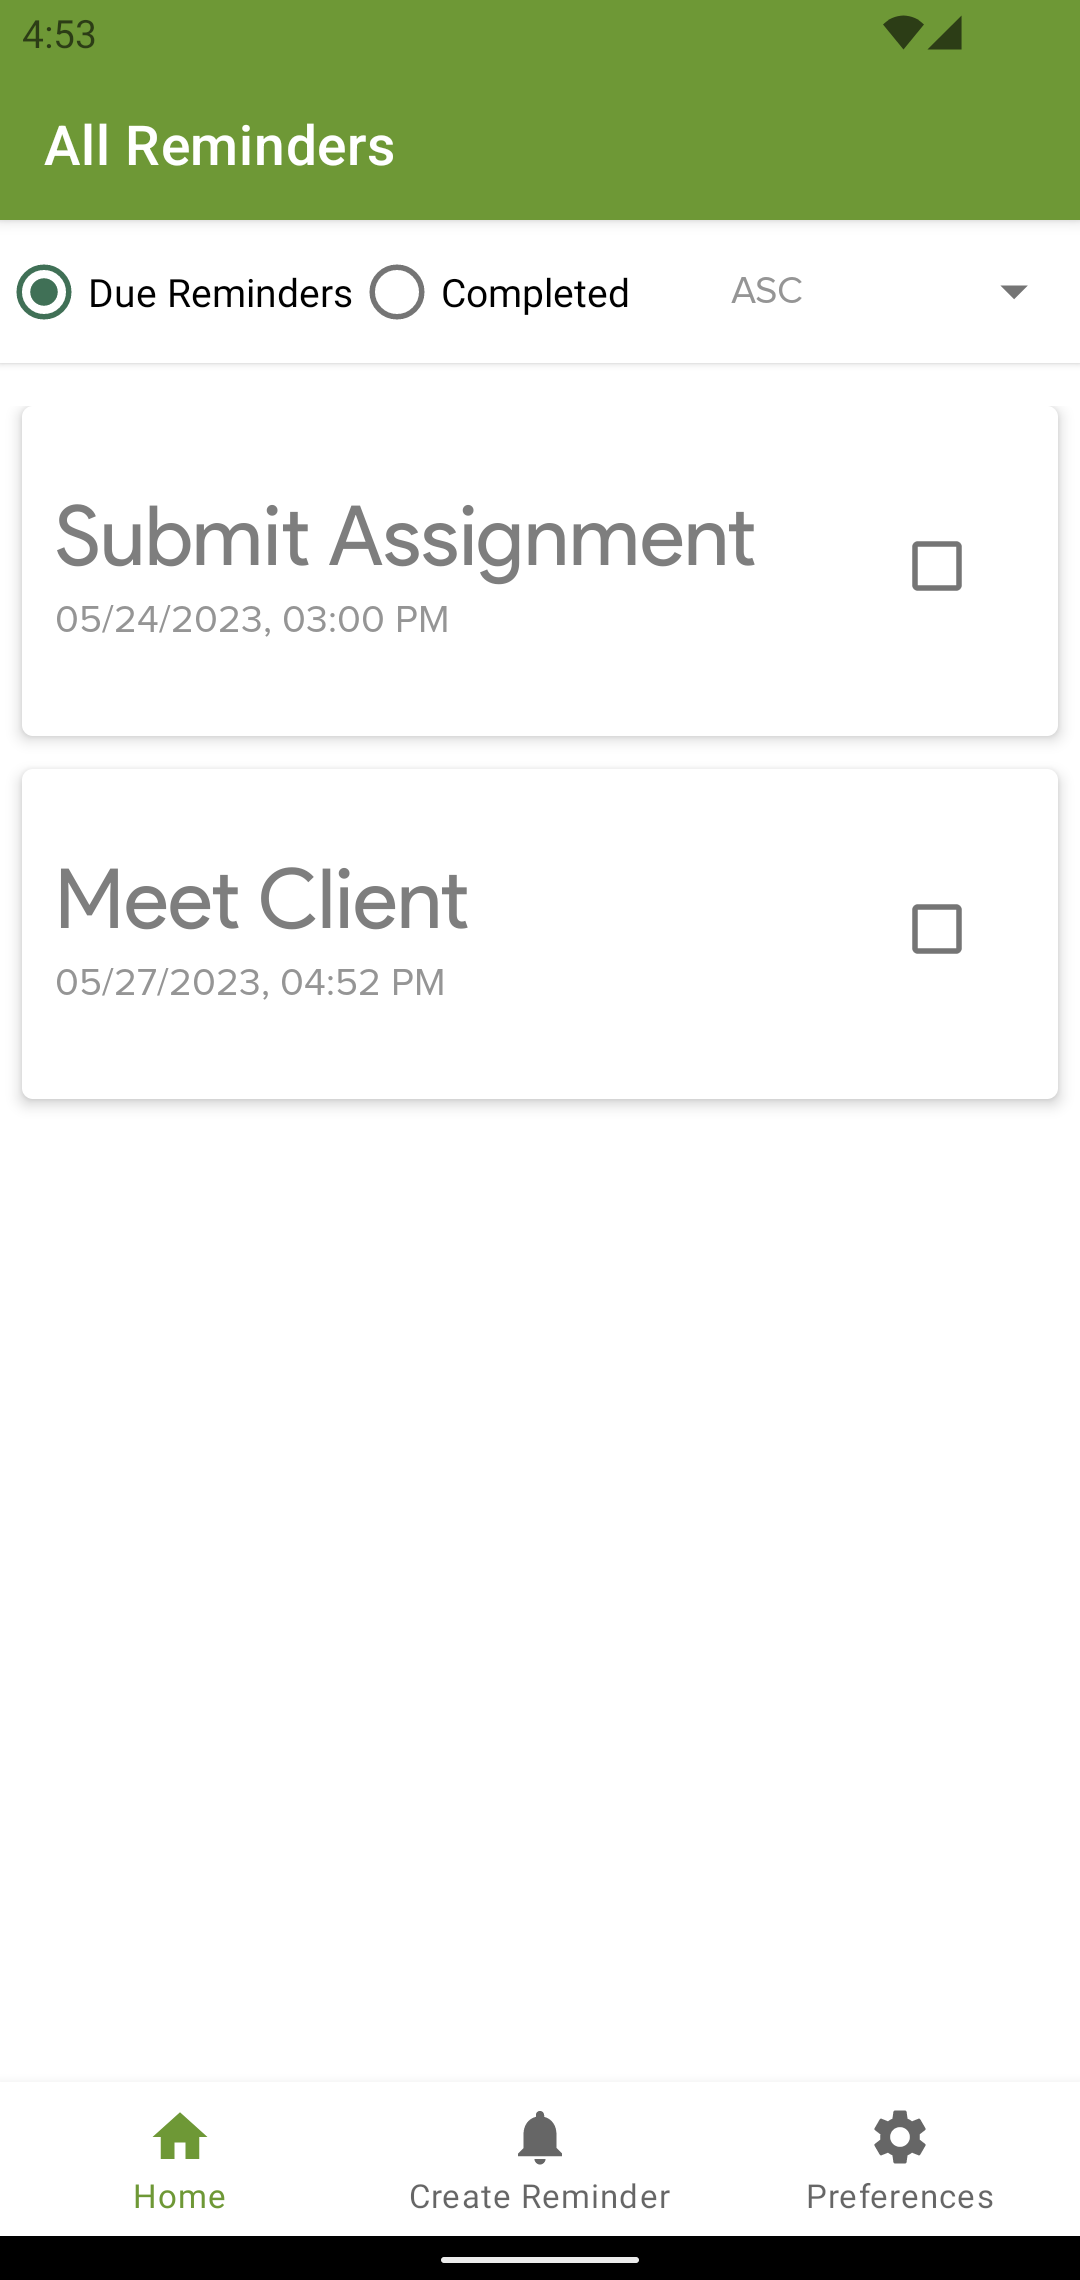 4:53
All Reminders
Due Reminders Completed ASC
Submit Assignment
05/24/2023, 03:00 PM
Meet Client
05/27/2023, 04:52 PM
Home Create Reminder Preferences